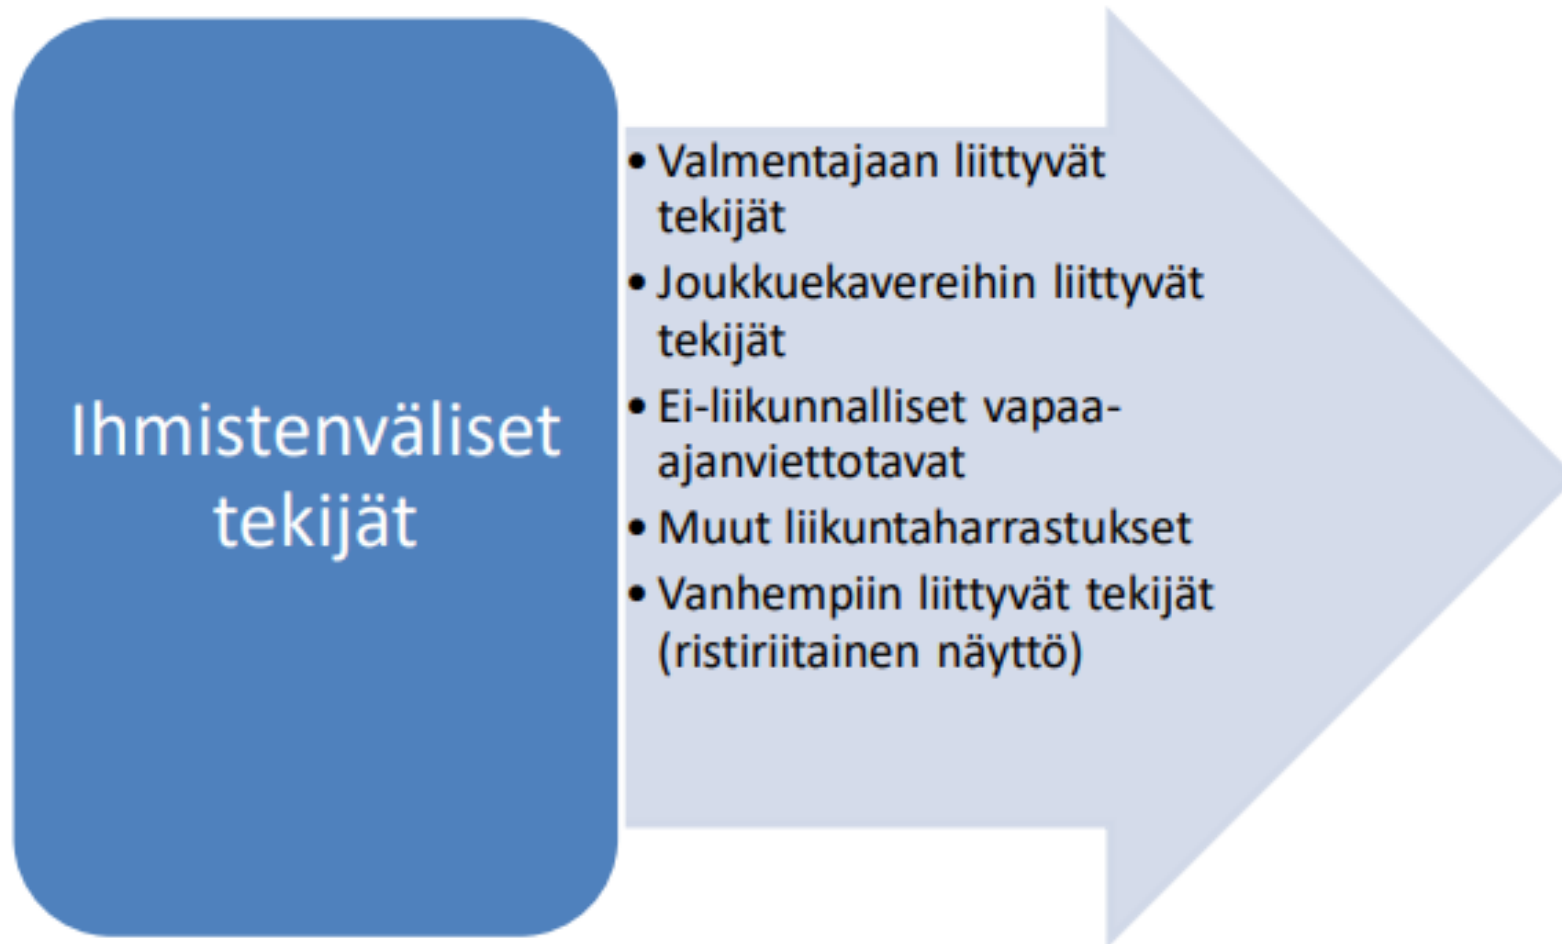 Ihmistenväliset
tekijät
• Valmentajaan liittyvät
tekijät
• Joukkuekavereihin liittyvät
tekijät
• Ei-liikunnalliset vapaa-
ajanviettotavat
• Muut liikuntaharrastukset
• Vanhempiin liittyvät tekijät
(ristiriitainen näyttö)